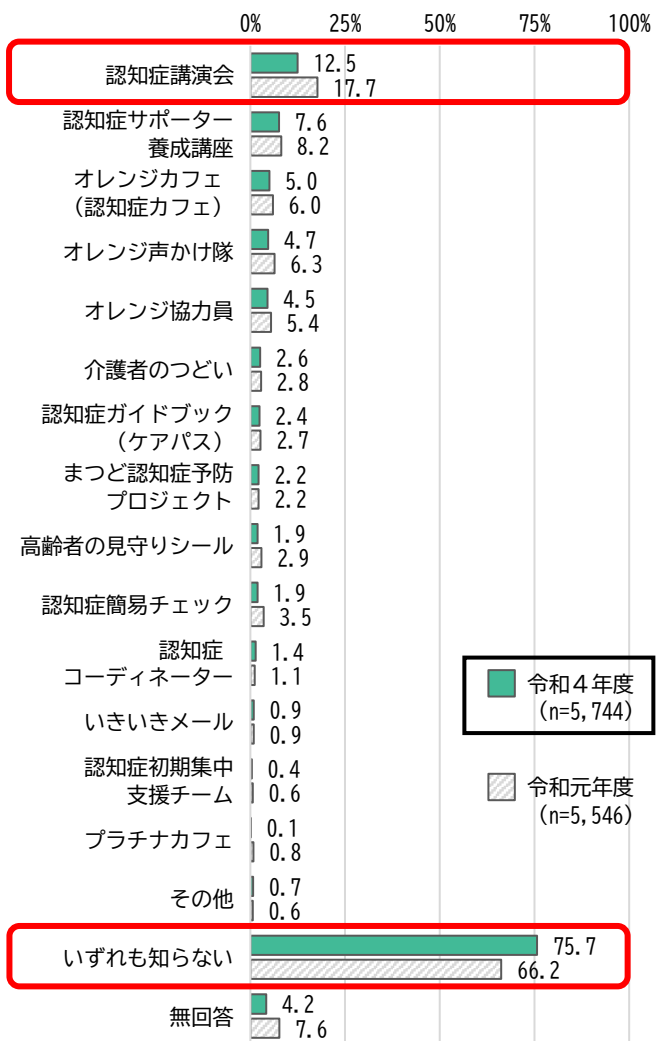 0% 25% 50% 75% 100%
認知症講演会
12.5
17.7
認知症サポーター
養成講座
7.6
8.2
オレンジカフェ
（認知症カフェ）
5.0
6.0
オレンジ声かけ隊
4.7
6.3
オレンジ協力員
4.5
5.4
介護者のつどい
2.6
2.8
認知症ガイドブック
（ケアパス）
2.4
2.7
まつど認知症予防
プロジェクト
2.2
2.2
高齢者の見守りシール
1.9
2.9
認知症簡易チェック
1.9
3.5
認知症
コーディネーター
1.4
1.1
いきいきメール
0.9
0.9
認知症初期集中
支援チーム
0.4
0.6
プラチナカフェ
0.1
0.8
その他
0.7
0.6
いずれも知らない
75.7
66.2
無回答
4.2
7.6
令和４年度
(n=5,744)
令和元年度
(n=5,546)